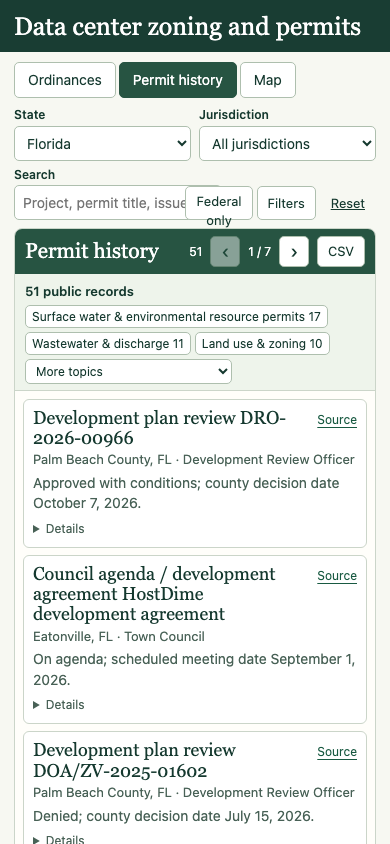 Data center zoning and permits
Ordinances
Permit history
Map
State
Jurisdiction
Florida
All jurisdictions
Search
Project, permit title, issue
Federal only
Filters
Reset
Permit history
51
‹
1 / 7
›
CSV
51 public records
Surface water & environmental resource permits 17
Wastewater & discharge 11
Land use & zoning 10
More topics
Development plan review DRO-
2026-00966
Source
Palm Beach County, FL · Development Review Officer
Approved with conditions; county decision date
October 7, 2026.
Details
Council agenda / development
agreement HostDime
development agreement
Source
Eatonville, FL · Town Council
On agenda; scheduled meeting date September 1,
2026.
Details
Development plan review
DOA/ZV-2025-01602
Source
Palm Beach County, FL · Development Review Officer
Denied; county decision date July 15, 2026.
Details